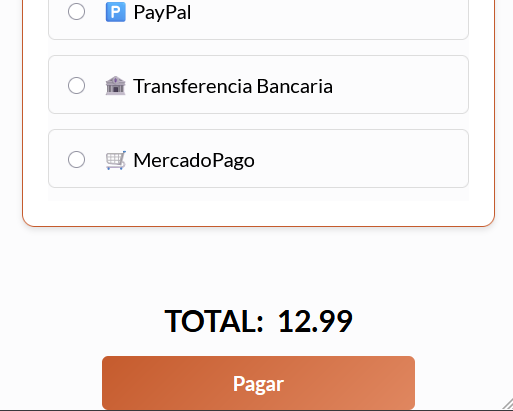 🅿️ PayPal
🏛️ Transferencia Bancaria
🛒 MercadoPago
TOTAL: 12.99
Pagar